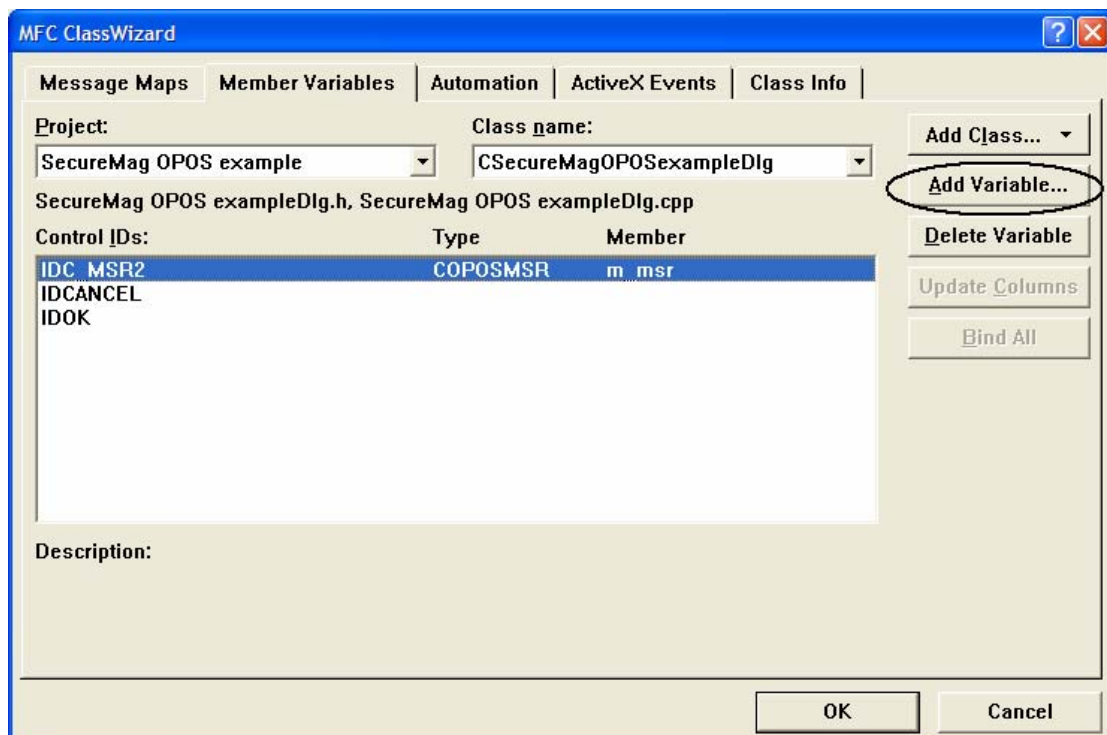 MFC ClassWizard
Message Maps Member Variables Automation ActiveX Events Class Info
Project: Class name:
Add Class...
SecureMag OPOS example CSecureMagOPOSexampleDlg
Add Variable...
SecureMag OPOS exampleDlg.h, SecureMag OPOS exampleDlg.cpp
Control IDs: Type Member
Delete Variable
IDC_MSR2 COPOSMSR m_msr
IDCANCEL
Update Columns
IDOK
Bind All
Description:
OK Cancel